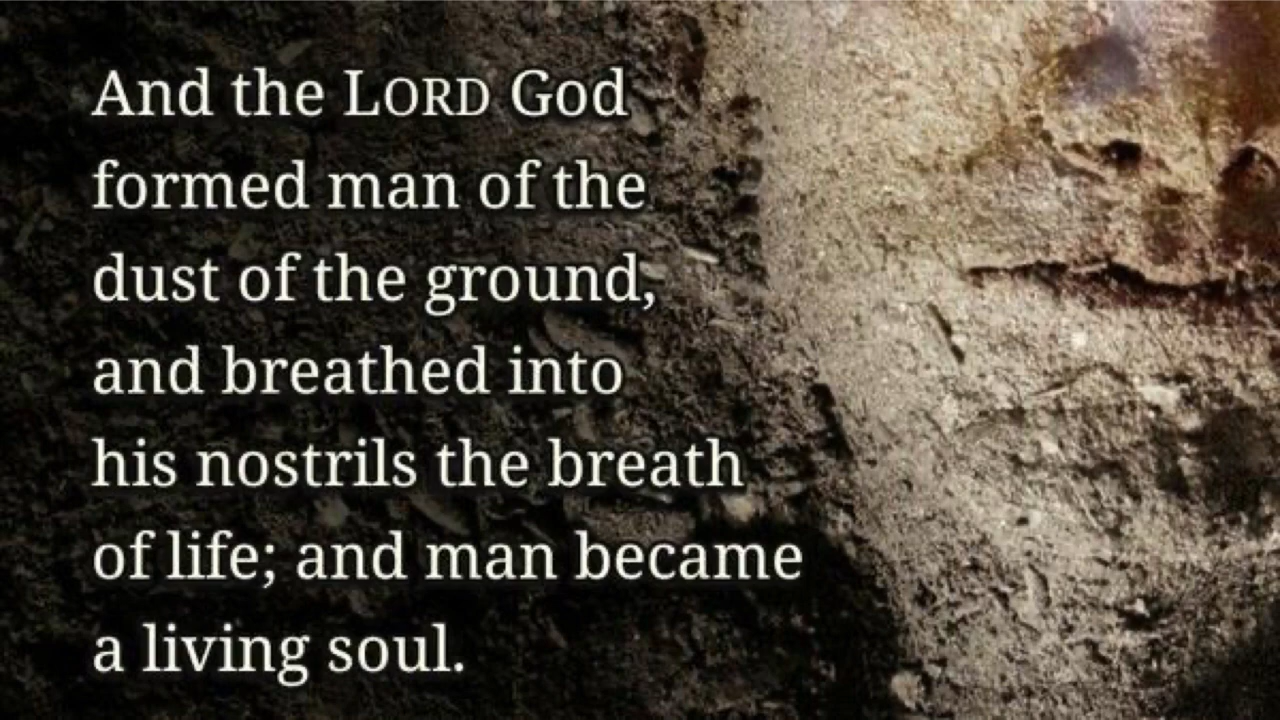 And the LORD God
formed man of the
dust of the ground,
and breathed into
his nostrils the breath
of life; and man became
a living soul.